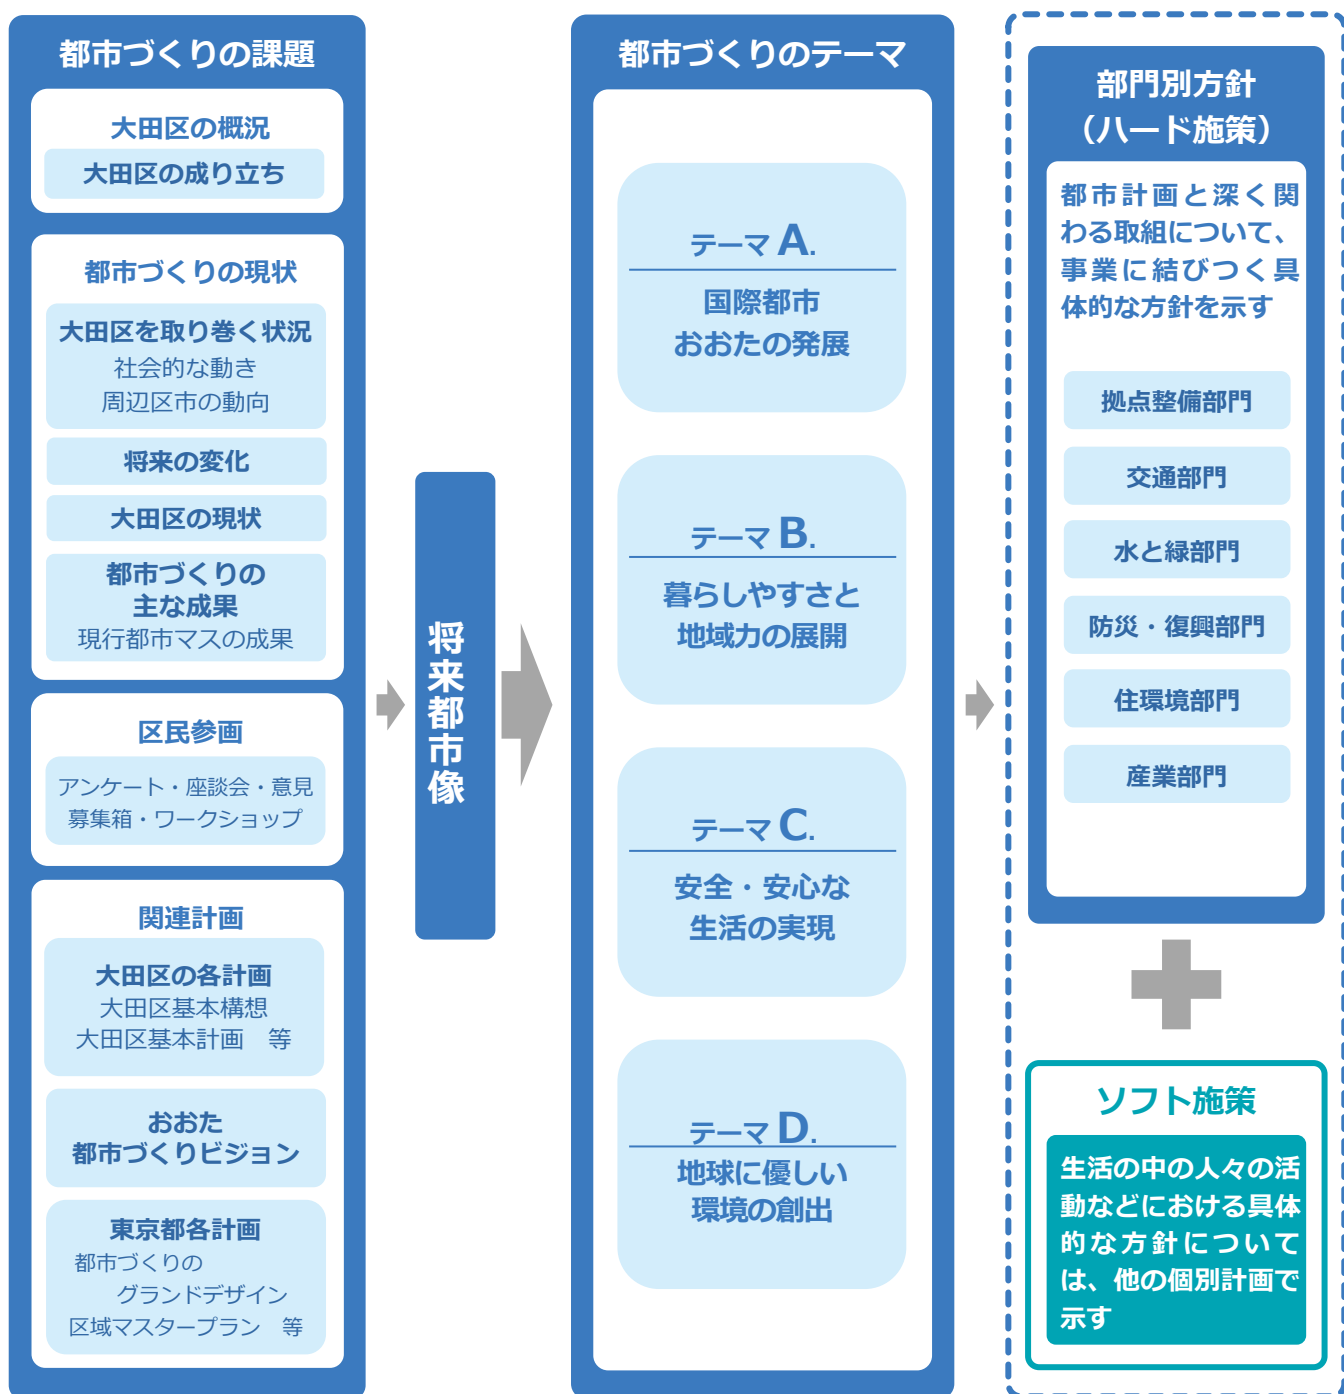 都市づくりの課題
大田区の概況
大田区の成り立ち
都市づくりの現状
大田区を取り巻く状況
社会的な動き
周辺区市の動向
将来の変化
大田区の現状
都市づくりの
主な成果
現行都市マスの成果
区民参画
アンケート・座談会・意見
募集箱・ワークショップ
関連計画
大田区の各計画
大田区基本構想
大田区基本計画　等
おおた
都市づくりビジョン
東京都各計画
都市づくりの
グランドデザイン
区域マスタープラン　等
将来都市像
都市づくりのテーマ
テーマ A.
国際都市
おおたの発展
テーマ B.
暮らしやすさと
地域力の展開
テーマ C.
安全・安心な
生活の実現
テーマ D.
地球に優しい
環境の創出
部門別方針
（ハード施策）
都市計画と深く関
わる取組について、
事業に結びつく具
体的な方針を示す
拠点整備部門
交通部門
水と緑部門
防災・復興部門
住環境部門
産業部門
ソフト施策
生活の中の人々の活
動などにおける具体
的な方針について
は、他の個別計画で
示す